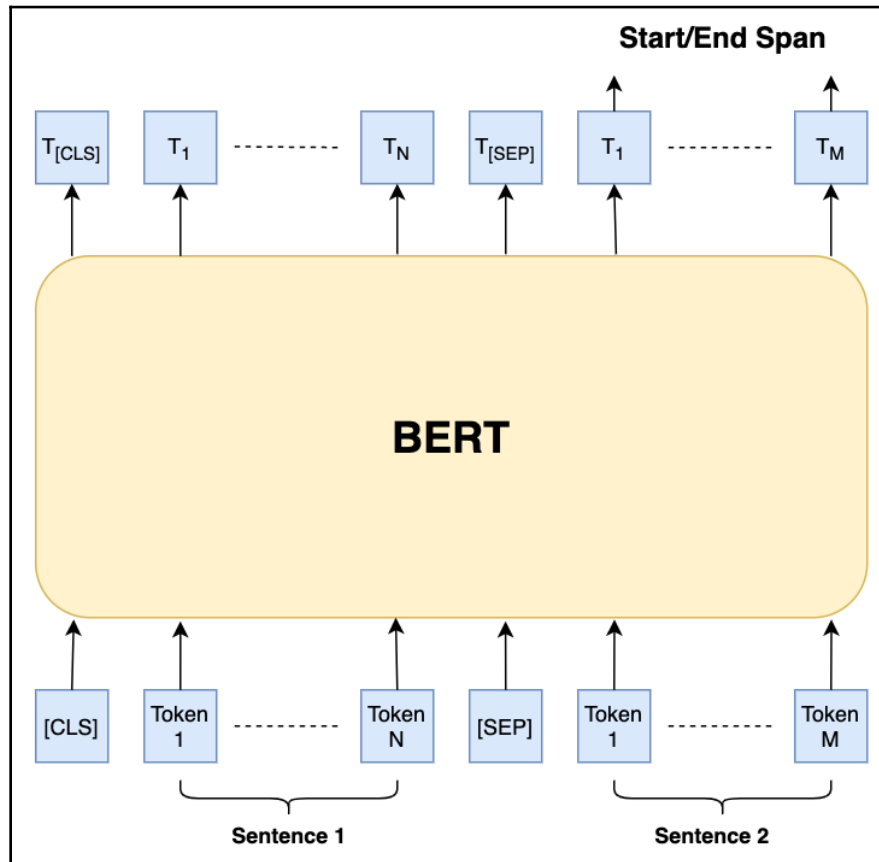 Start/End Span
T[CLS] T1 TN T[SEP] T1 TM
BERT
[CLS] Token 1 Token N [SEP] Token 1 Token M
Sentence 1 Sentence 2